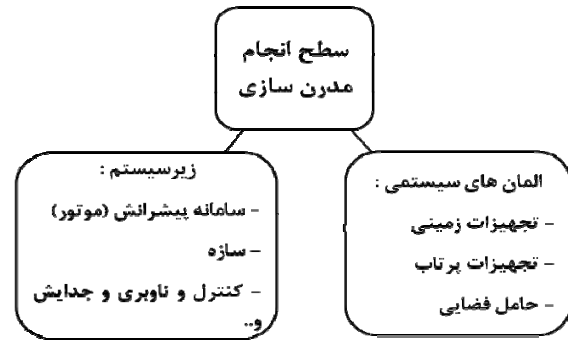 سطح انجام
مدرن سازی
المان های سیستمی :
- تجهیزات زمینی
- تجهیزات پرتاب
- حامل فضایی
زیرسیستم :
- سامانه پیشرانش (موتور)
- سازه
- کنترل و ناوبری و جدایش
و..